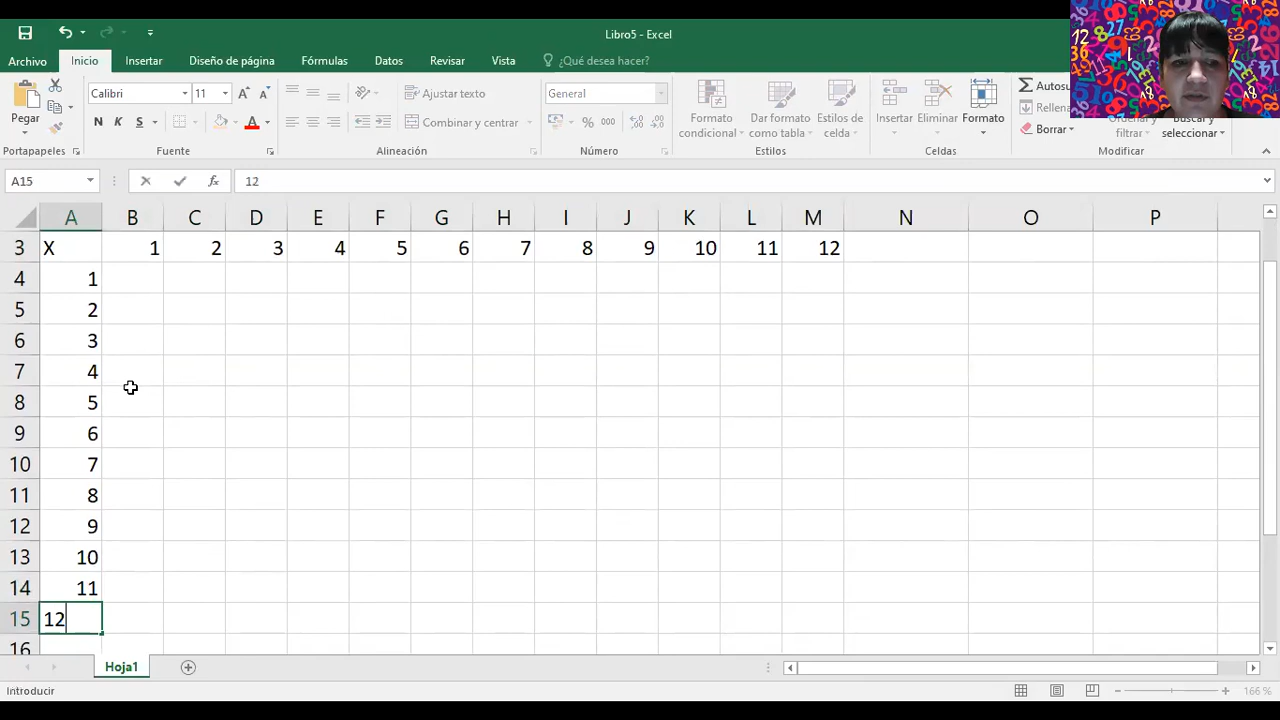 Libro5 - Excel
Archivo Inicio Insertar Diseño de página Fórmulas Datos Revisar Vista ¿Qué desea hacer?
Pegar
Calibri 11 A A
N K S A
Ajustar texto
Combinar y centrar
General
% 000
Formato condicional
Dar formato como tabla
Estilos de celda
Insertar Eliminar Formato
Autosu
Rellena
Borrar
Ordenar y filtrar
Buscar y seleccionar
Portapapeles Fuente Alineación Número Estilos Celdas Modificar
A15 fx 12
A B C D E F G H I J K L M N O P
3 X 1 2 3 4 5 6 7 8 9 10 11 12
4 1
5 2
6 3
7 4
8 5
9 6
10 7
11 8
12 9
13 10
14 11
15 12
16
Hoja1
Introducir 166 %